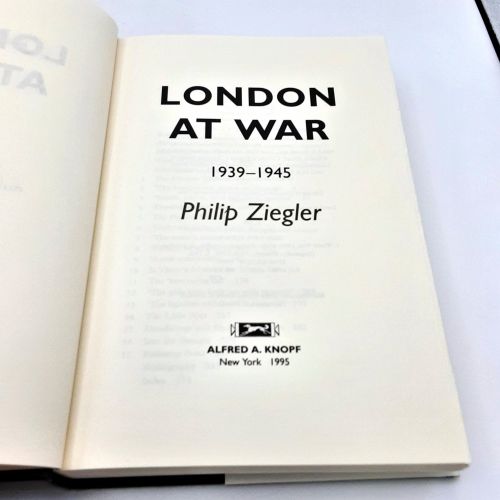 LONDON
AT WAR
1939–1945
Philip Ziegler
ALFRED A. KNOPF
New York 1995